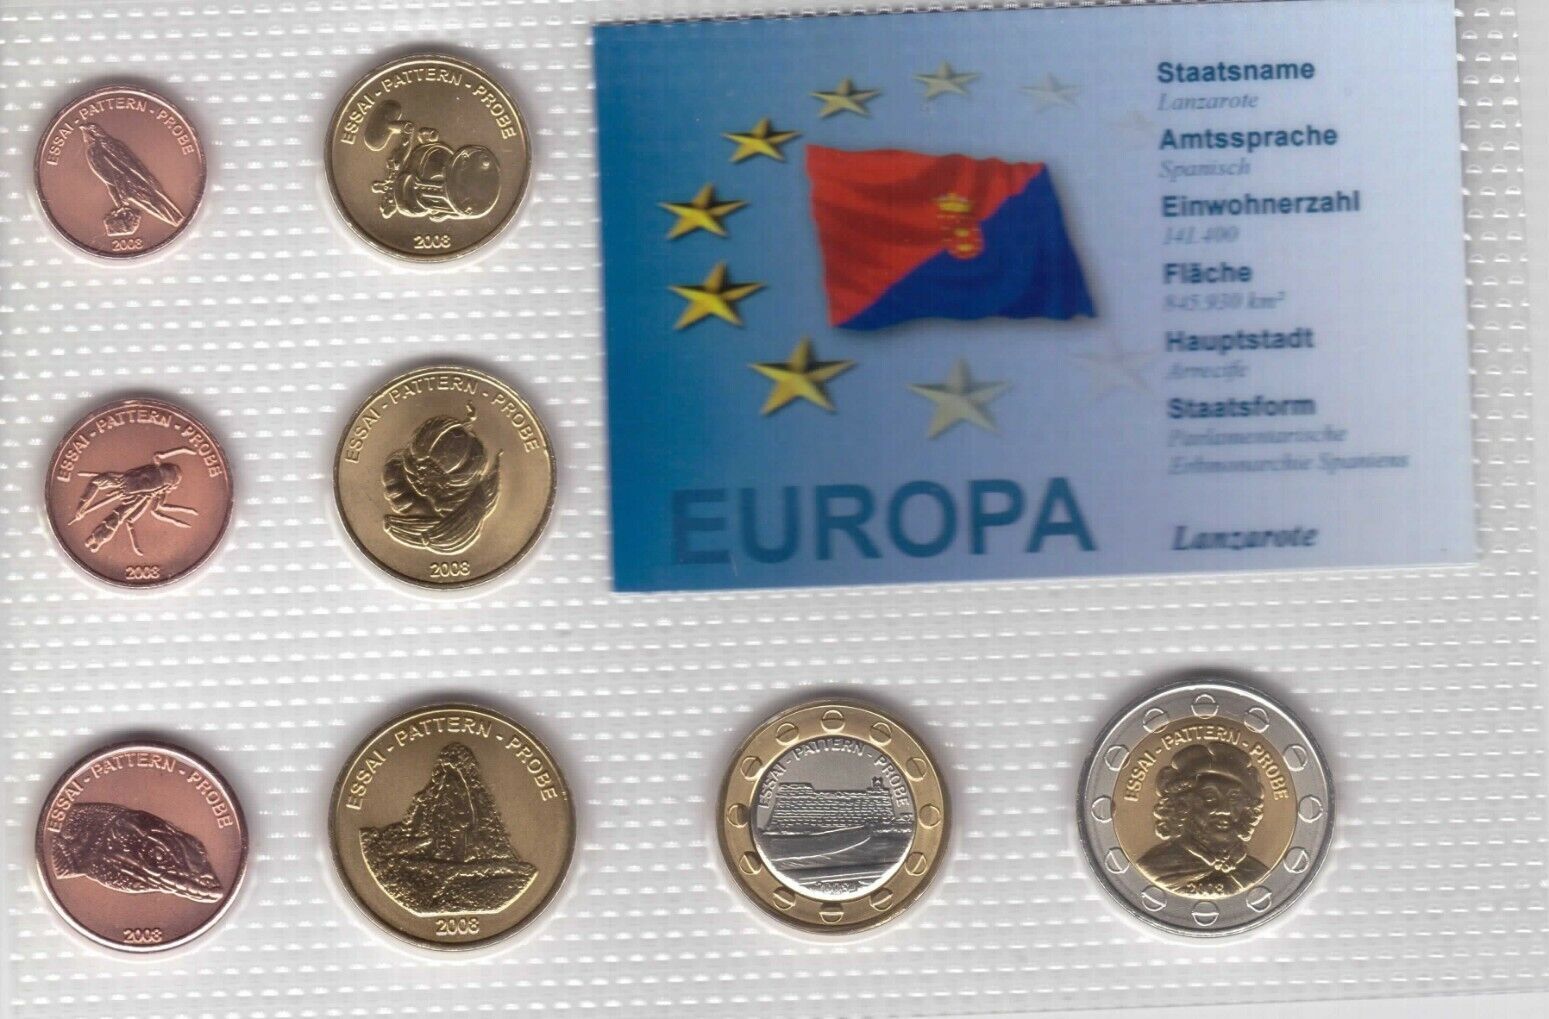 ESSAI - PATTERN - PROBE
2008
ESSAI - PATTERN - PROBE
2008
Staatsname
Lanzarote
Amtssprache
Spanisch
Einwohnerzahl
141.400
Fläche
845.930 km²
Hauptstadt
Arrecife
Staatsform
Parlamentarische
Erbmonarchie Spaniens
EUROPA
Lanzarote
ESSAI - PATTERN - PROBE
2008
ESSAI - PATTERN - PROBE
2008
ESSAI - PATTERN - PROBE
2008
ESSAI - PATTERN - PROBE
2008
ESSAI - PATTERN - PROBE
2008
ESSAI - PATTERN - PROBE
2008